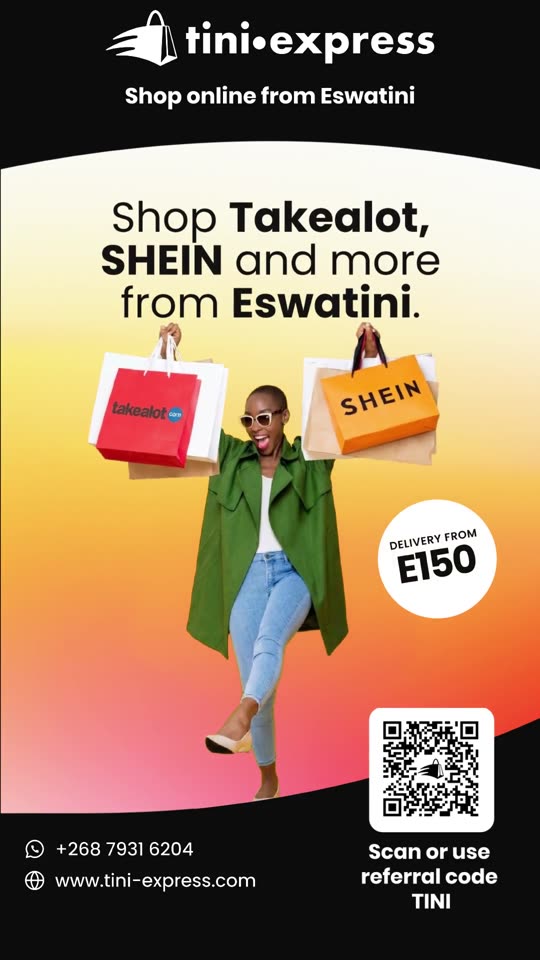 tini•express
Shop online from Eswatini
Shop Takealot,
SHEIN and more
from Eswatini.
takealot com
SHEIN
DELIVERY FROM
E150
+268 7931 6204
www.tini-express.com
Scan or use
referral code
TINI